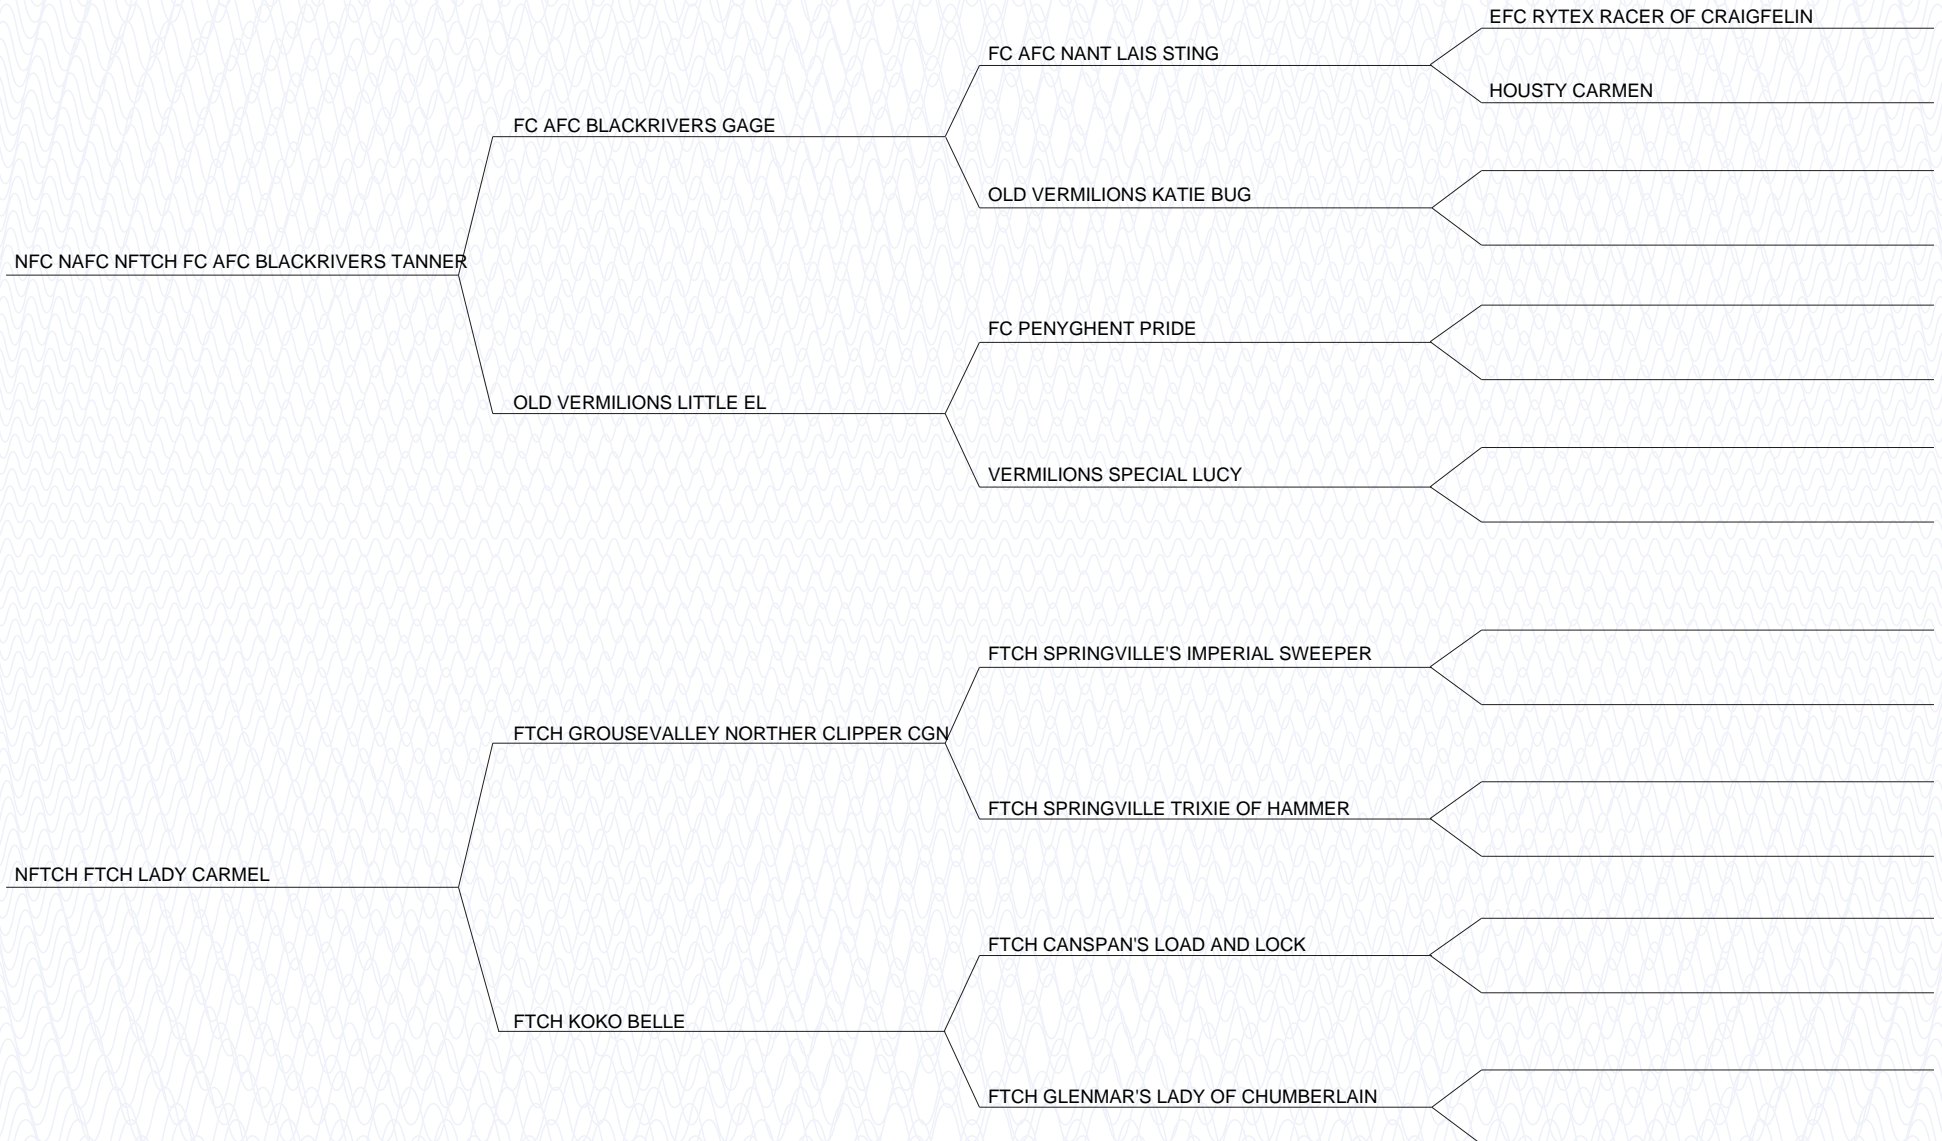 EFC RYTEX RACER OF CRAIGFELIN
FC AFC NANT LAIS STING
HOUSTY CARMEN
FC AFC BLACKRIVERS GAGE
OLD VERMILIONS KATIE BUG
NFC NAFC NFTCH FC AFC BLACKRIVERS TANNER
FC PENYGHENT PRIDE
OLD VERMILIONS LITTLE EL
VERMILIONS SPECIAL LUCY
FTCH SPRINGVILLE'S IMPERIAL SWEEPER
FTCH GROUSEVALLEY NORTHER CLIPPER CGN
FTCH SPRINGVILLE TRIXIE OF HAMMER
NFTCH FTCH LADY CARMEL
FTCH CANSPAN'S LOAD AND LOCK
FTCH KOKO BELLE
FTCH GLENMAR'S LADY OF CHUMBERLAIN